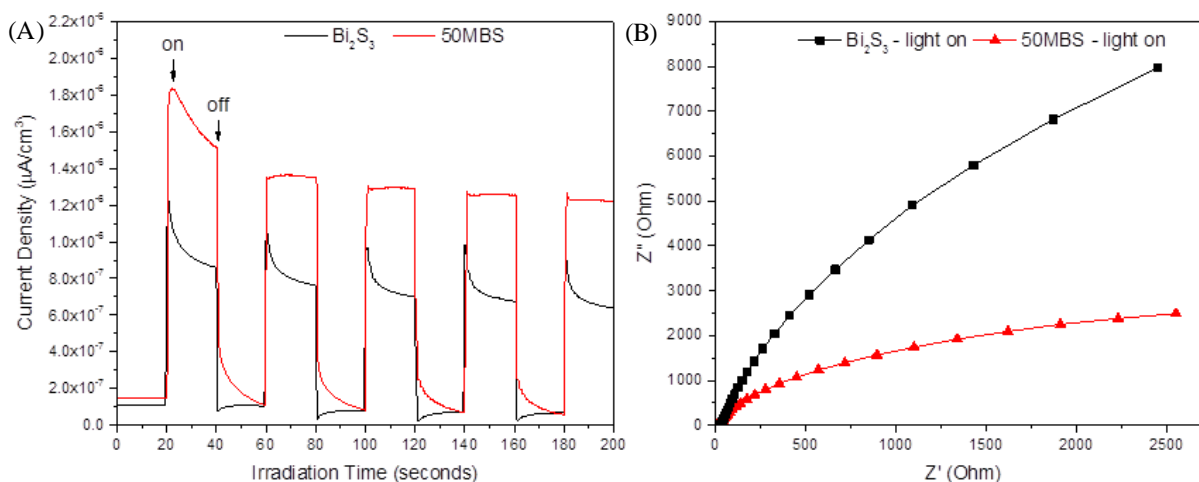 (A)
Bi₂S₃ 50MBS
on
off
2.2x10⁻⁶
2.0x10⁻⁶
1.8x10⁻⁶
1.6x10⁻⁶
1.4x10⁻⁶
1.2x10⁻⁶
1.0x10⁻⁶
8.0x10⁻⁷
6.0x10⁻⁷
4.0x10⁻⁷
2.0x10⁻⁷
0.0
Current Density (µA/cm³)
0 20 40 60 80 100 120 140 160 180 200
Irradiation Time (seconds)
(B)
Bi₂S₃ - light on 50MBS - light on
9000
8000
7000
6000
5000
4000
3000
2000
1000
0
Z" (Ohm)
0 500 1000 1500 2000 2500
Z' (Ohm)